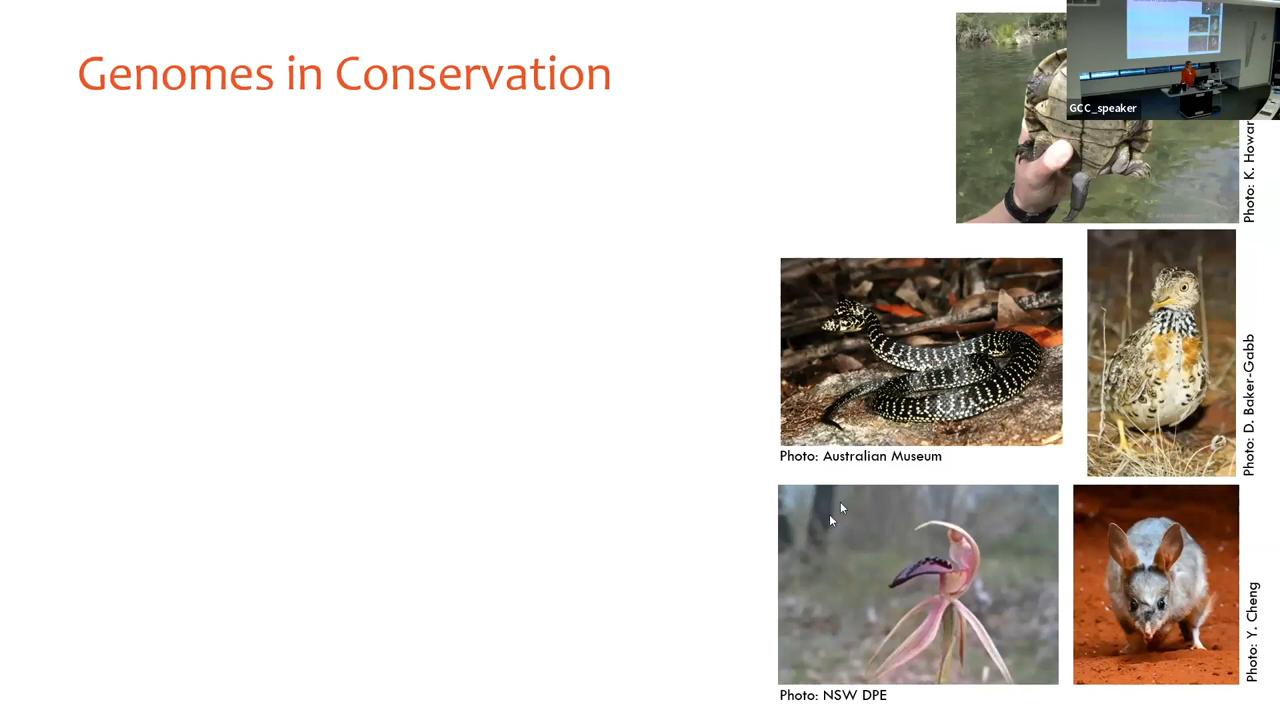 Genomes in Conservation
GCC_speaker
Photo: K. Howar
Photo: Australian Museum
Photo: D. Baker-Gabb
Photo: NSW DPE
Photo: Y. Cheng